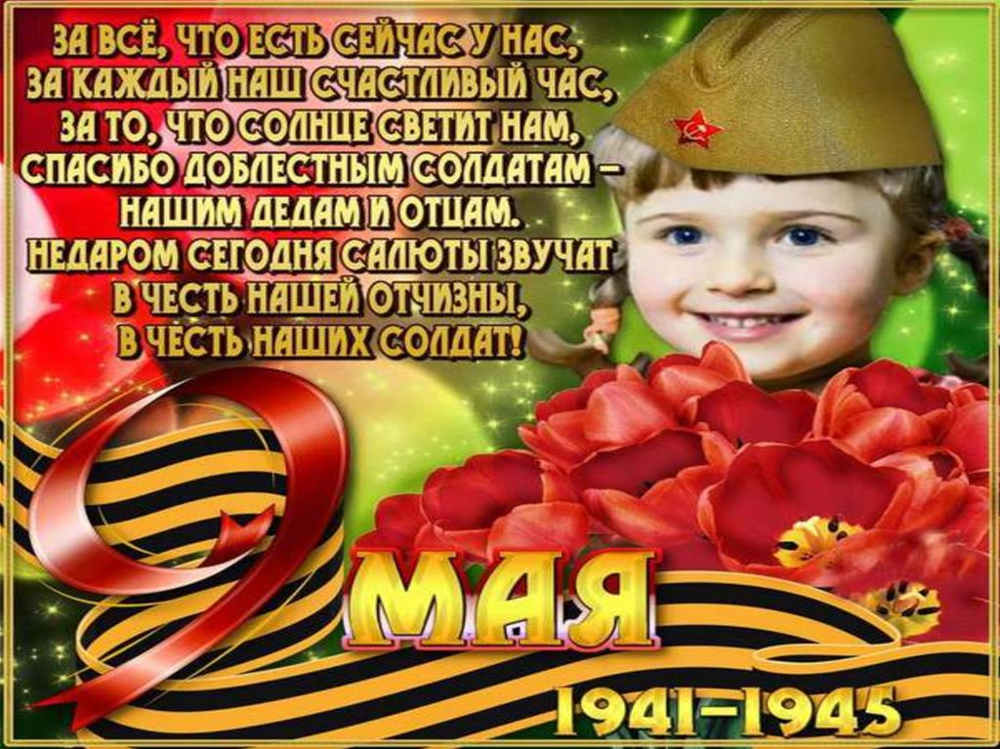 ЗА ВСЁ, ЧТО ЕСТЬ СЕЙЧАС У НАС,
ЗА КАЖДЫЙ НАШ СЧАСТЛИВЫЙ ЧАС,
ЗА ТО, ЧТО СОЛНЦЕ СВЕТИТ НАМ,
СПАСИБО ДОБЛЕСТНЫМ СОЛДАТАМ –
НАШИМ ДЕДАМ И ОТЦАМ.
НЕДАРОМ СЕГОДНЯ САЛЮТЫ ЗВУЧАТ
В ЧЕСТЬ НАШЕЙ ОТЧИЗНЫ,
В ЧЕСТЬ НАШИХ СОЛДАТ!
9 МАЯ
1941-1945